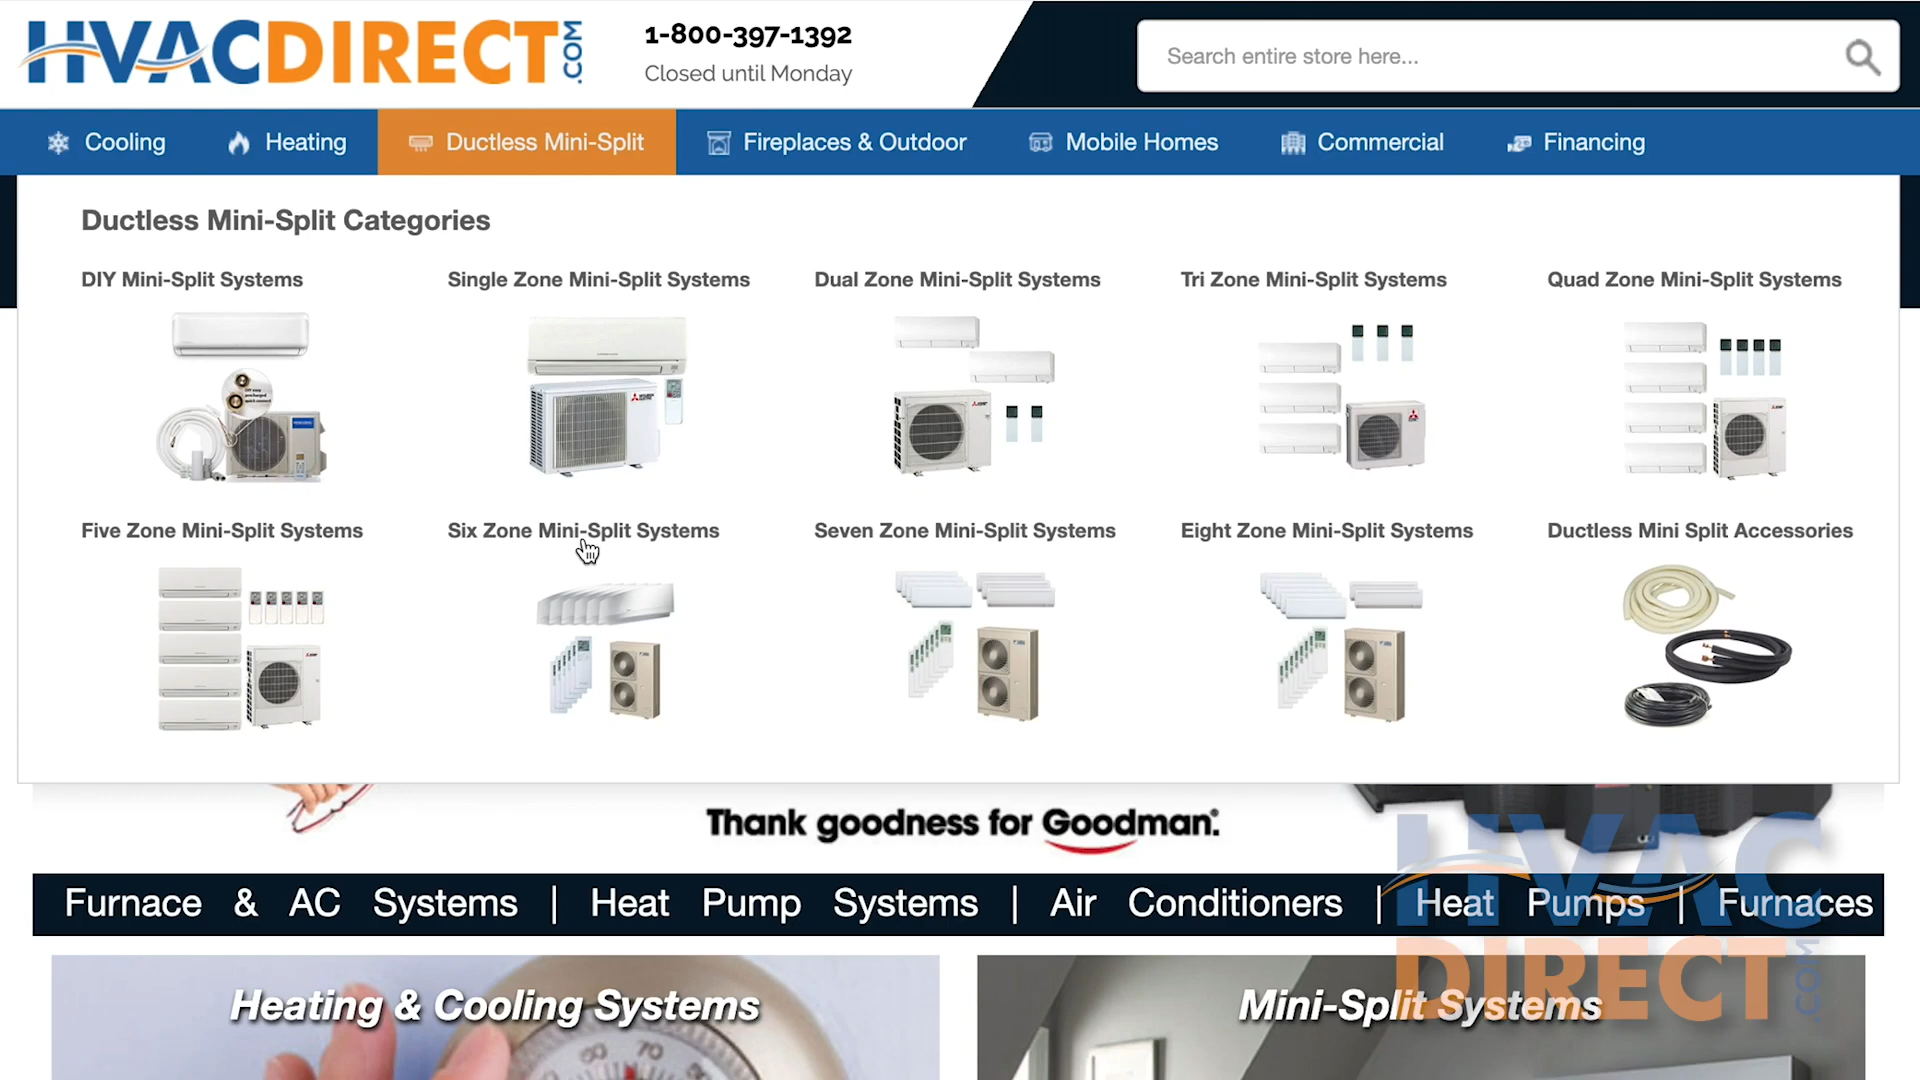 HVACDIRECT.COM
1-800-397-1392
Closed until Monday
Search entire store here...
Cooling
Heating
Ductless Mini-Split
Fireplaces & Outdoor
Mobile Homes
Commercial
Financing
Ductless Mini-Split Categories
DIY Mini-Split Systems
Single Zone Mini-Split Systems
Dual Zone Mini-Split Systems
Tri Zone Mini-Split Systems
Quad Zone Mini-Split Systems
Five Zone Mini-Split Systems
Six Zone Mini-Split Systems
Seven Zone Mini-Split Systems
Eight Zone Mini-Split Systems
Ductless Mini Split Accessories
Thank goodness for Goodman.®
Furnace & AC Systems | Heat Pump Systems | Air Conditioners | Heat Pumps | Furnaces
Heating & Cooling Systems
60 70
Mini-Split Systems
HVAC
DIRECT
.COM